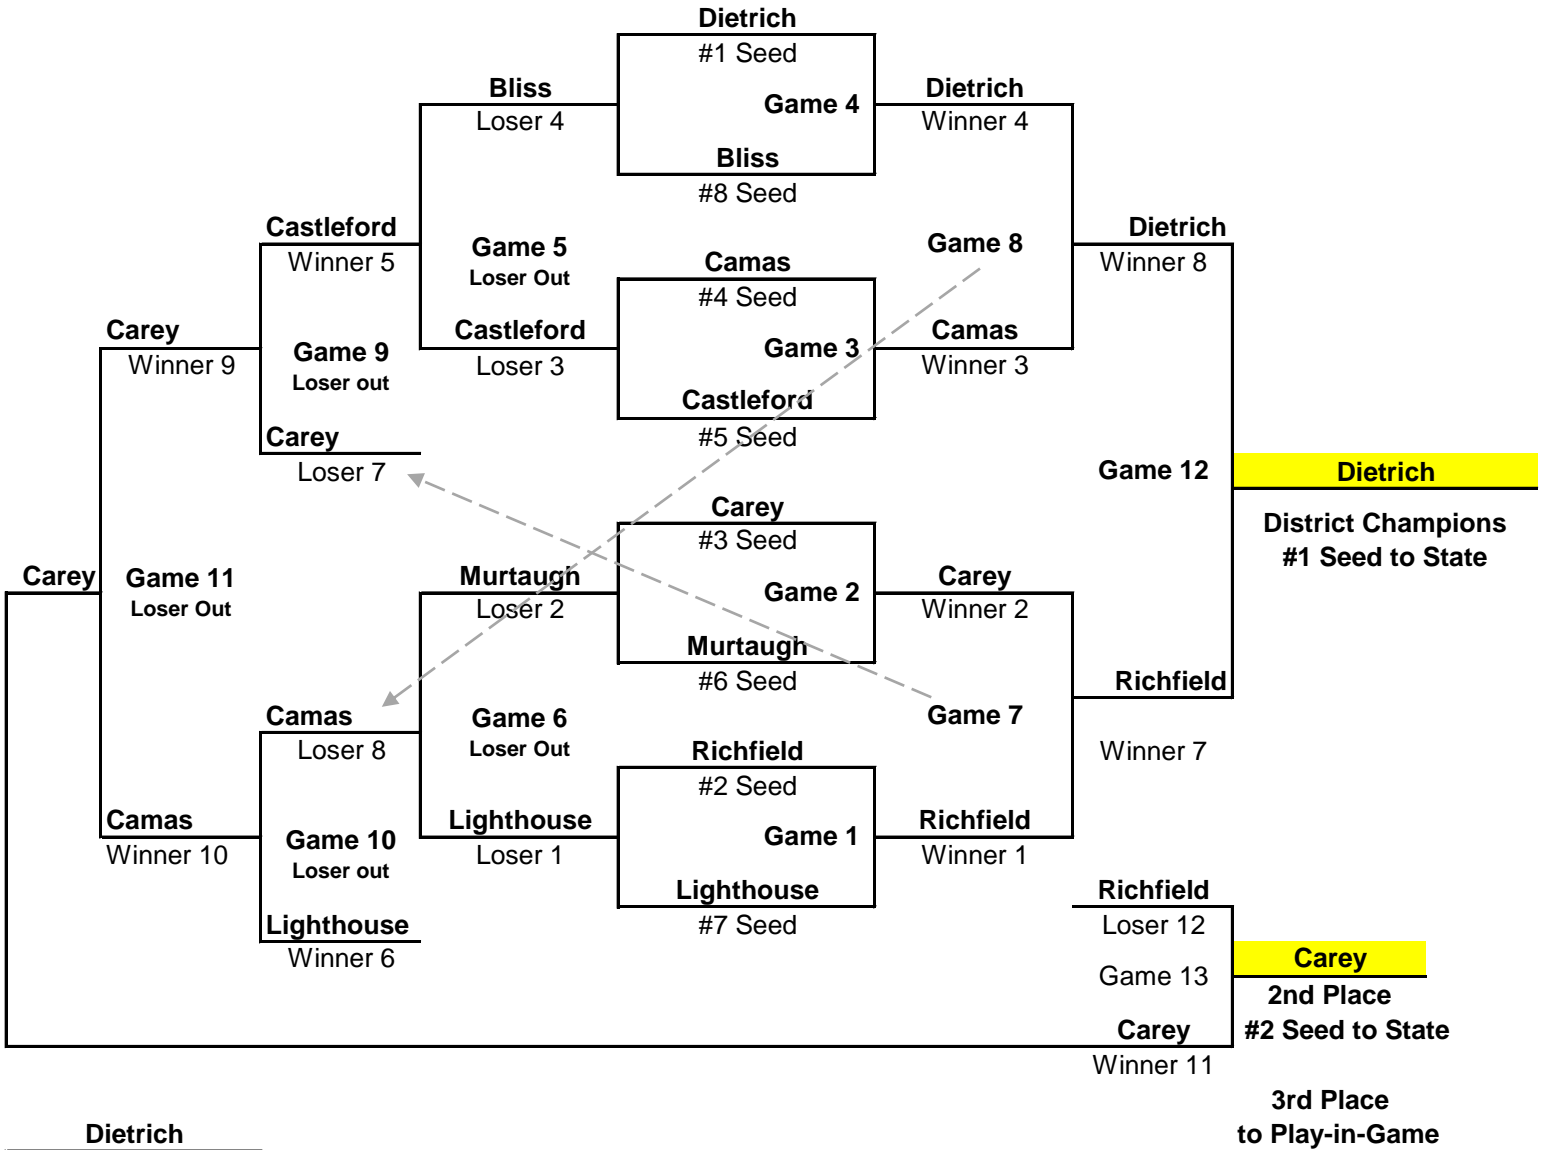 Dietrich
#1 Seed
Bliss
Dietrich
Loser 4
Game 4
Winner 4
Bliss
#8 Seed
Castleford
Dietrich
Winner 5
Game 5
Loser Out
Game 8
Winner 8
Camas
#4 Seed
Carey
Castleford
Camas
Winner 9
Game 9
Loser out
Loser 3
Game 3
Winner 3
Castleford
#5 Seed
Carey
Loser 7
Game 12
Dietrich
District Champions
#1 Seed to State
Carey
#3 Seed
Carey
Game 11
Loser Out
Murtaugh
Loser 2
Game 2
Carey
Winner 2
Murtaugh
#6 Seed
Richfield
Camas
Loser 8
Game 6
Loser Out
Game 7
Winner 7
Richfield
#2 Seed
Camas
Winner 10
Game 10
Loser out
Lighthouse
Loser 1
Game 1
Richfield
Winner 1
Lighthouse
#7 Seed
Richfield
Loser 12
Lighthouse
Winner 6
Game 13
Carey
2nd Place
#2 Seed to State
Carey
Winner 11
3rd Place
to Play-in-Game
Dietrich